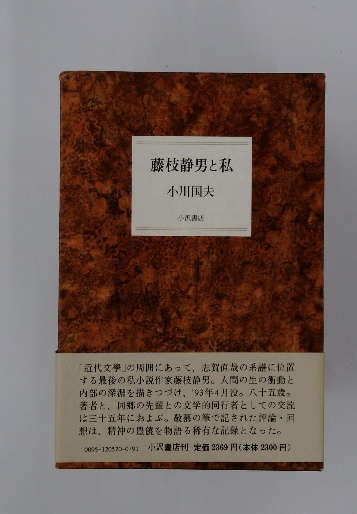 藤枝静男と私
小川国夫
小沢書店
「近代文學」の周囲にあって、志賀直哉の系譜に位置
する最後の私小説作家藤枝静男。人間の生の衝動と
内部の深淵を描きつづけ、'93年4月没。八十五歳。
著者と、同郷の先輩との文学的同行者としての交流
は三十五年におよぶ。敬慕の筆で記された評論・回
想は、精神の豊饒を物語る稀有な記録となった。
0095-120520-0791 小沢書店刊 定価2369円(本体2300円)